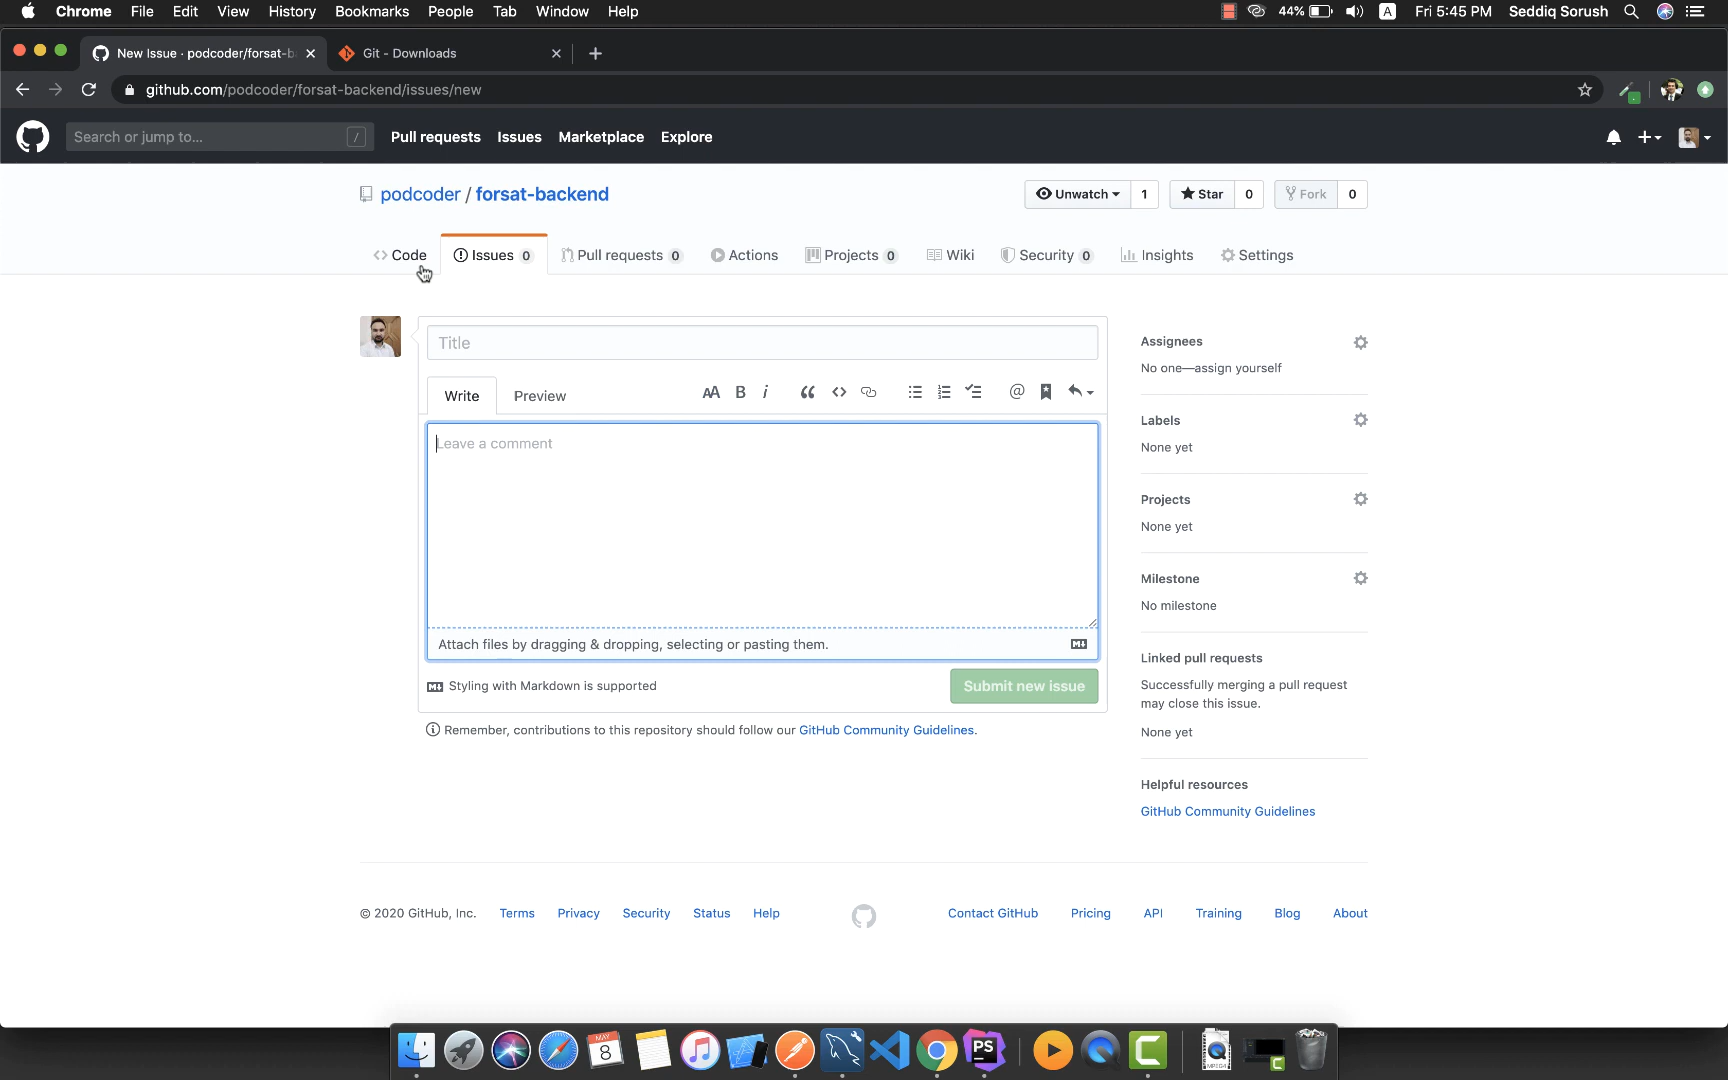 Chrome File Edit View History Bookmarks People Tab Window Help 44% A Fri 5:45 PM Seddiq Sorush
New Issue · podcoder/forsat-b Git - Downloads
github.com/podcoder/forsat-backend/issues/new
Search or jump to... / Pull requests Issues Marketplace Explore
podcoder / forsat-backend Unwatch 1 Star 0 Fork 0
Code Issues 0 Pull requests 0 Actions Projects 0 Wiki Security 0 Insights Settings
Title
Assignees
No one—assign yourself
Write Preview AA B i @
Labels
None yet
Leave a comment
Projects
None yet
Milestone
No milestone
Attach files by dragging & dropping, selecting or pasting them.
Linked pull requests
Successfully merging a pull request
may close this issue.
None yet
Styling with Markdown is supported Submit new issue
Remember, contributions to this repository should follow our GitHub Community Guidelines.
Helpful resources
GitHub Community Guidelines
© 2020 GitHub, Inc. Terms Privacy Security Status Help Contact GitHub Pricing API Training Blog About
MAY
8
PS
C
MPEG4